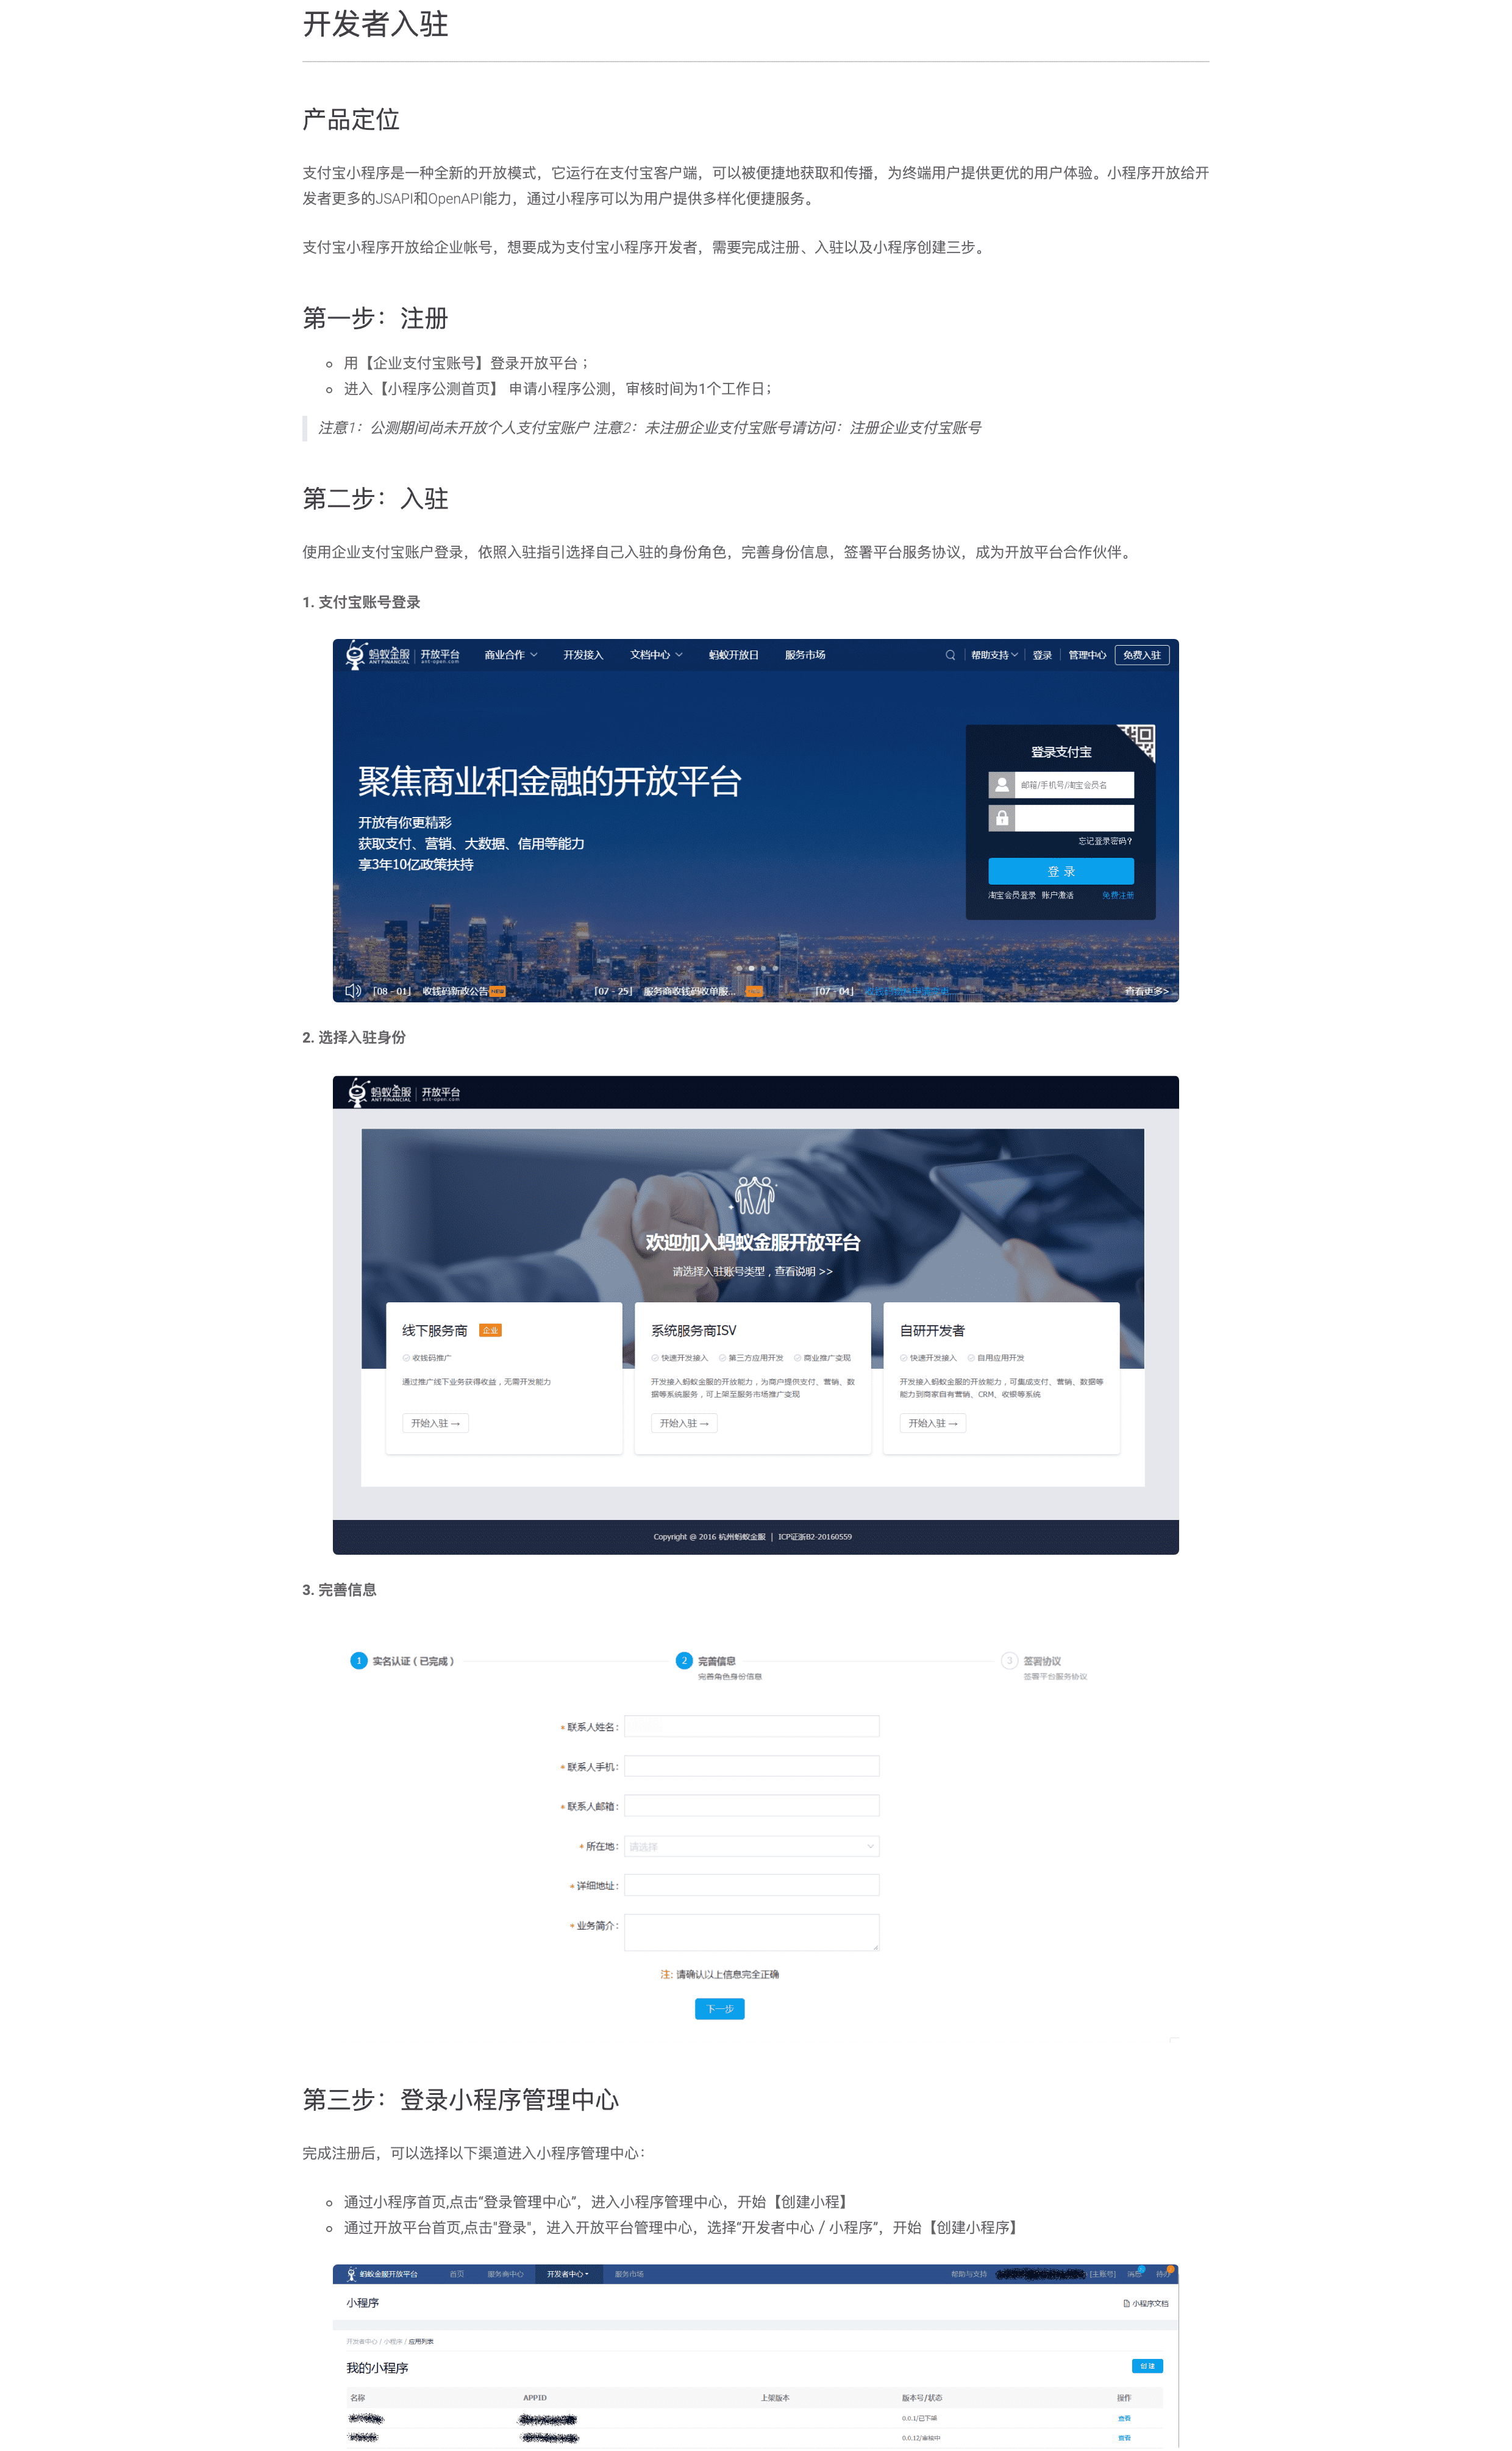 开发者入驻
产品定位
支付宝小程序是一种全新的开放模式，它运行在支付宝客户端，可以被便捷地获取和传播，为终端用户提供更优的用户体验。小程序开放给开
发者更多的JSAPI和OpenAPI能力，通过小程序可以为用户提供多样化便捷服务。
支付宝小程序开放给企业帐号，想要成为支付宝小程序开发者，需要完成注册、入驻以及小程序创建三步。
第一步：注册
用【企业支付宝账号】登录开放平台；
进入【小程序公测首页】 申请小程序公测，审核时间为1个工作日；
注意1：公测期间尚未开放个人支付宝账户 注意2：未注册企业支付宝账号请访问：注册企业支付宝账号
第二步：入驻
使用企业支付宝账户登录，依照入驻指引选择自己入驻的身份角色，完善身份信息，签署平台服务协议，成为开放平台合作伙伴。
1. 支付宝账号登录
蚂蚁金服 ANT FINANCIAL 开放平台 ant-open.com 商业合作 开发接入 文档中心 蚂蚁开放日 服务市场 帮助支持 登录 管理中心 免费入驻
登录支付宝
聚焦商业和金融的开放平台
邮箱/手机号/淘宝会员名
开放有你更精彩
获取支付、营销、大数据、信用等能力
忘记登录密码?
享3年10亿政策扶持
登 录
淘宝会员登录 账户激活 免费注册
「08 - 01」 收钱码新政公告 NEW 「07 - 25」 服务商收钱码收单服... 「07 - 04」 查看更多>
2. 选择入驻身份
蚂蚁金服 ANT FINANCIAL 开放平台 ant-open.com
欢迎加入蚂蚁金服开放平台
请选择入驻账号类型，查看说明 >>
线下服务商 企业 系统服务商ISV 自研开发者
收钱码推广 快速开发接入 第三方应用开发 商业推广变现 快速开发接入 自用应用开发
通过推广线下业务获得收益，无需开发能力 开发接入蚂蚁金服的开放能力，为商户提供支付、营销、数 开发接入蚂蚁金服的开放能力，可集成支付、营销、数据等
据等系统服务，可上架至服务市场推广变现 能力到商家自有营销、CRM、收银等系统
开始入驻 → 开始入驻 → 开始入驻 →
Copyright @ 2016 杭州蚂蚁金服 | ICP证浙B2-20160559
3. 完善信息
1 实名认证（已完成） 2 完善信息 3 签署协议
完善角色身份信息 签署平台服务协议
* 联系人姓名：
* 联系人手机：
* 联系人邮箱：
* 所在地： 请选择
* 详细地址：
* 业务简介：
注: 请确认以上信息完全正确
下一步
第三步：登录小程序管理中心
完成注册后，可以选择以下渠道进入小程序管理中心：
通过小程序首页,点击“登录管理中心”，进入小程序管理中心，开始【创建小程】
通过开放平台首页,点击"登录"，进入开放平台管理中心，选择“开发者中心 / 小程序”，开始【创建小程序】
蚂蚁金服开放平台 首页 服务商中心 开发者中心 服务市场 帮助与支持 [主账号] 消息
小程序 小程序文档
开发者中心 / 小程序 / 应用列表
我的小程序 创 建
名称 APPID 上架版本 版本号/状态 操作
0.0.1/已下架 查看
0.0.12/审核中 查看